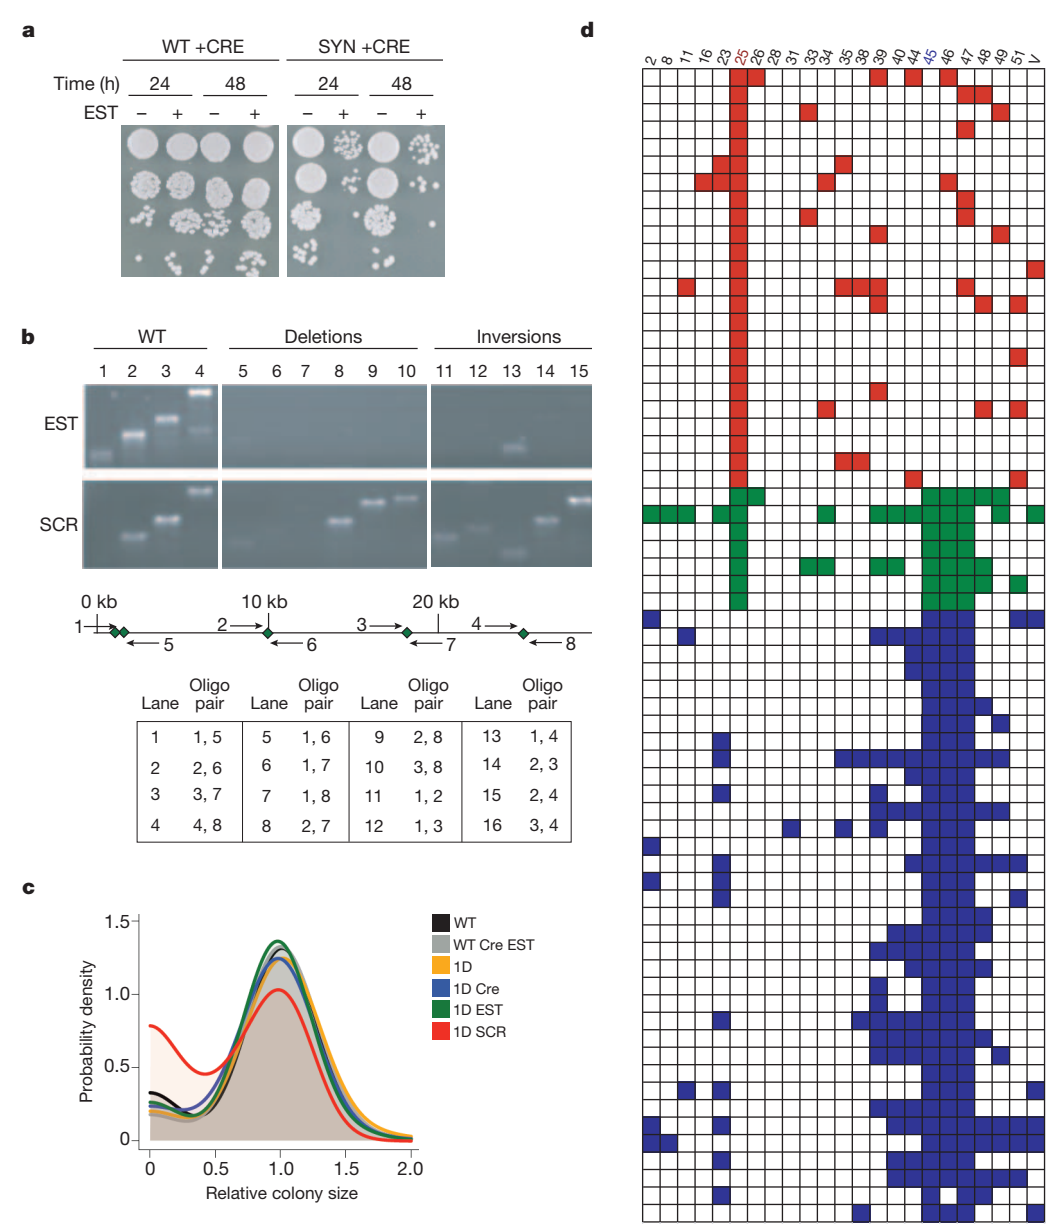 a
WT +CRE SYN +CRE
Time (h) 24 48 24 48
EST – + – + – + – +
b
WT Deletions Inversions
1 2 3 4 5 6 7 8 9 10 11 12 13 14 15
EST
SCR
0 kb 10 kb 20 kb
1 2 3 4
5 6 7 8
Lane Oligo pair Lane Oligo pair Lane Oligo pair Lane Oligo pair
1 1, 5 5 1, 6 9 2, 8 13 1, 4
2 2, 6 6 1, 7 10 3, 8 14 2, 3
3 3, 7 7 1, 8 11 1, 2 15 2, 4
4 4, 8 8 2, 7 12 1, 3 16 3, 4
c
Probability density
1.5
1.0
0.5
0
0 0.5 1.0 1.5 2.0
Relative colony size
WT
WT Cre EST
1D
1D Cre
1D EST
1D SCR
d
2 8 11 16 23 25 26 28 31 33 34 35 38 39 40 44 45 46 47 48 49 51 V